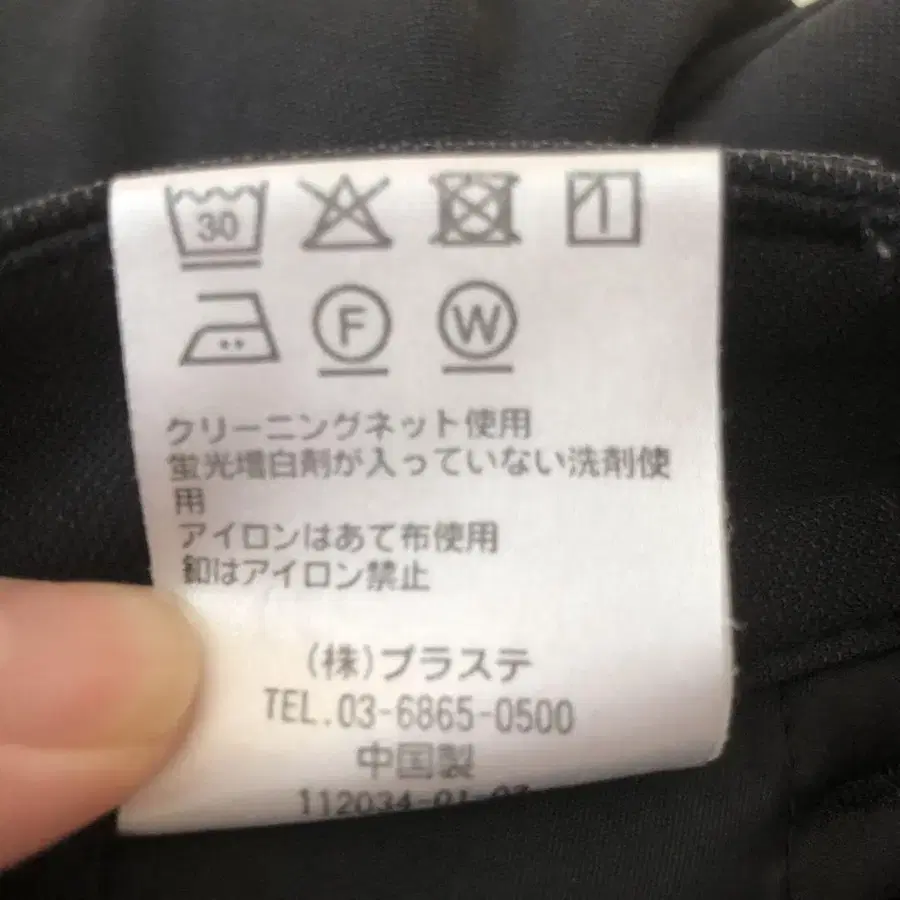 30
F W
クリーニングネット使用
蛍光増白剤が入っていない洗剤使
用
アイロンはあて布使用
釦はアイロン禁止
(株)プラステ
TEL.03-6865-0500
中国製
112034-01-